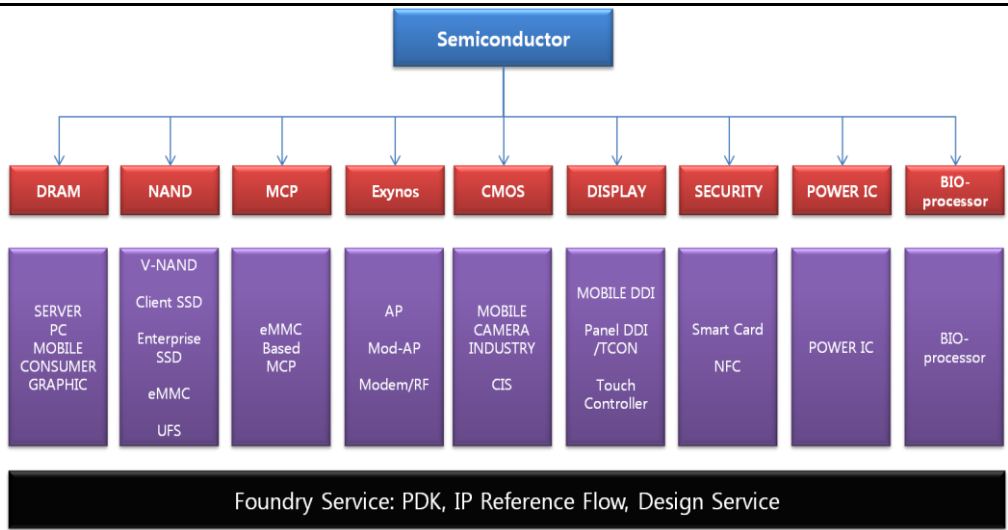 Semiconductor
DRAM
NAND
MCP
Exynos
CMOS
DISPLAY
SECURITY
POWER IC
BIO-
processor
SERVER
PC
MOBILE
CONSUMER
GRAPHIC
V-NAND
Client SSD
Enterprise
SSD
eMMC
UFS
eMMC
Based
MCP
AP
Mod-AP
Modem/RF
MOBILE
CAMERA
INDUSTRY
CIS
MOBILE DDI
Panel DDI
/TCON
Touch
Controller
Smart Card
NFC
POWER IC
BIO-
processor
Foundry Service: PDK, IP Reference Flow, Design Service